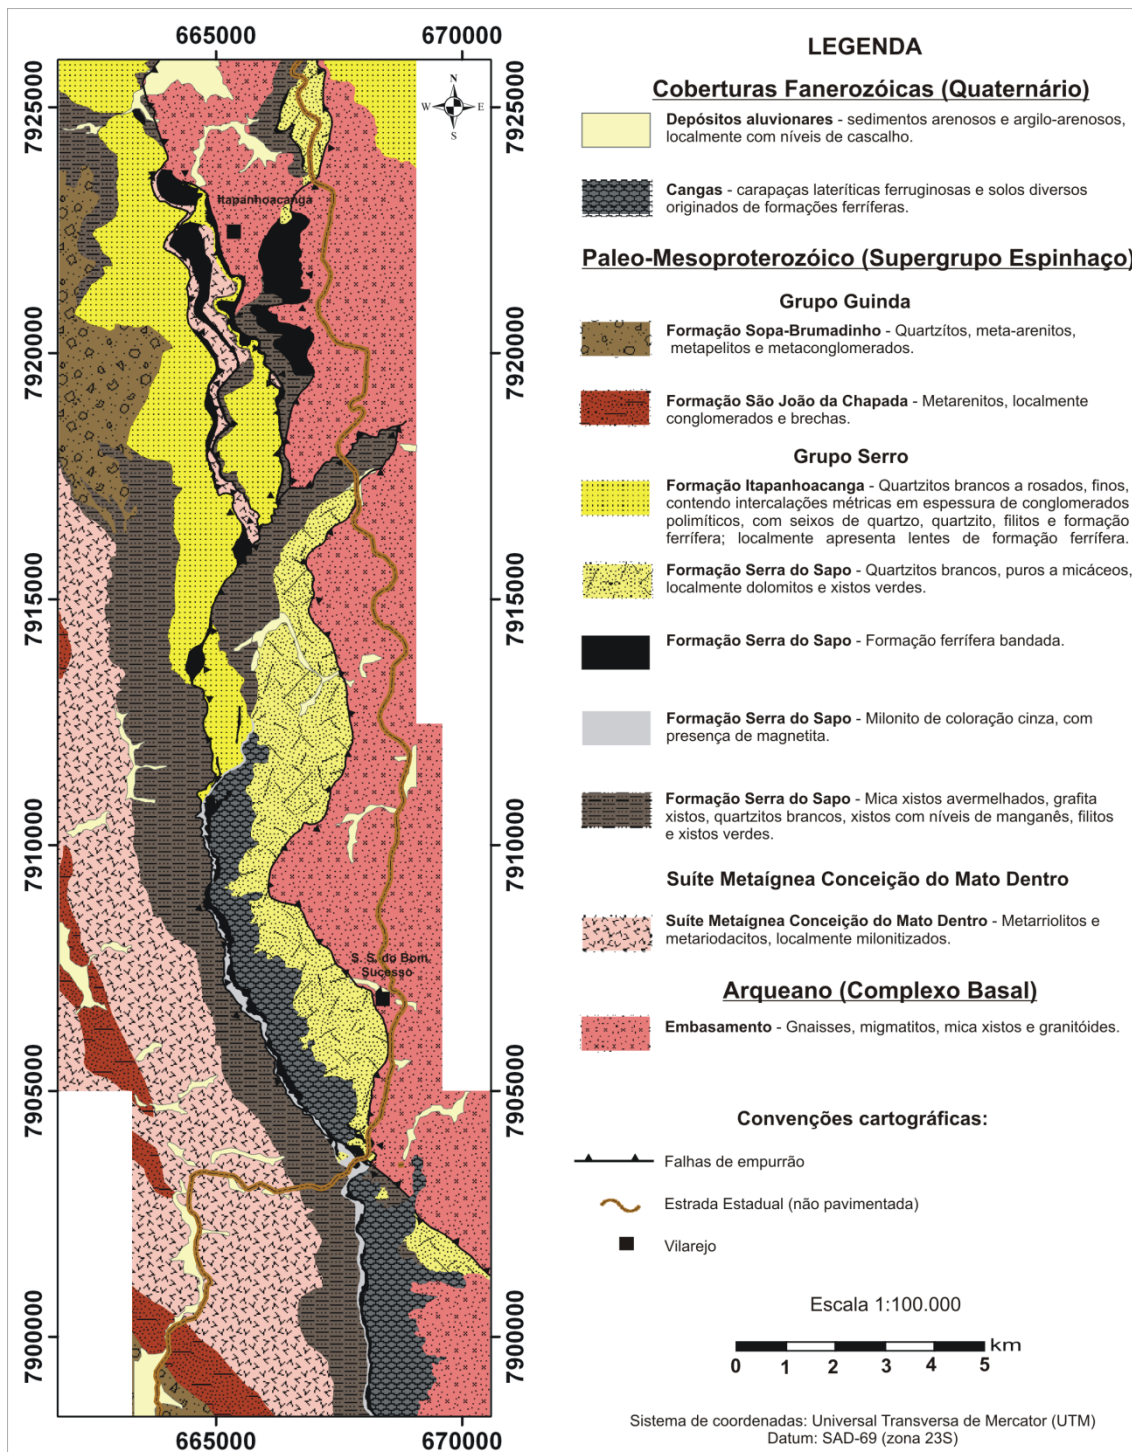 665000
670000
7925000
7920000
7915000
7910000
7905000
7900000
7925000
7920000
7915000
7910000
7905000
7900000
665000
670000
N
W
E
S
Itapanhoacanga
S. S. do Bom
Sucesso
LEGENDA
Coberturas Fanerozóicas (Quaternário)
Depósitos aluvionares - sedimentos arenosos e argilo-arenosos,
localmente com níveis de cascalho.
Cangas - carapaças lateríticas ferruginosas e solos diversos
originados de formações ferríferas.
Paleo-Mesoproterozóico (Supergrupo Espinhaço)
Grupo Guinda
Formação Sopa-Brumadinho - Quartzítos, meta-arenitos,
metapelitos e metaconglomerados.
Formação São João da Chapada - Metarenitos, localmente
conglomerados e brechas.
Grupo Serro
Formação Itapanhoacanga - Quartzitos brancos a rosados, finos,
contendo intercalações métricas em espessura de conglomerados
polimíticos, com seixos de quartzo, quartzito, filitos e formação
ferrífera; localmente apresenta lentes de formação ferrífera.
Formação Serra do Sapo - Quartzitos brancos, puros a micáceos,
localmente dolomitos e xistos verdes.
Formação Serra do Sapo - Formação ferrífera bandada.
Formação Serra do Sapo - Milonito de coloração cinza, com
presença de magnetita.
Formação Serra do Sapo - Mica xistos avermelhados, grafita
xistos, quartzitos brancos, xistos com níveis de manganês, filitos
e xistos verdes.
Suíte Metaígnea Conceição do Mato Dentro
Suíte Metaígnea Conceição do Mato Dentro - Metarriolitos e
metariodacitos, localmente milonitizados.
Arqueano (Complexo Basal)
Embasamento - Gnaisses, migmatitos, mica xistos e granitóides.
Convenções cartográficas:
Falhas de empurrão
Estrada Estadual (não pavimentada)
Vilarejo
Escala 1:100.000
km
0 1 2 3 4 5
Sistema de coordenadas: Universal Transversa de Mercator (UTM)
Datum: SAD-69 (zona 23S)